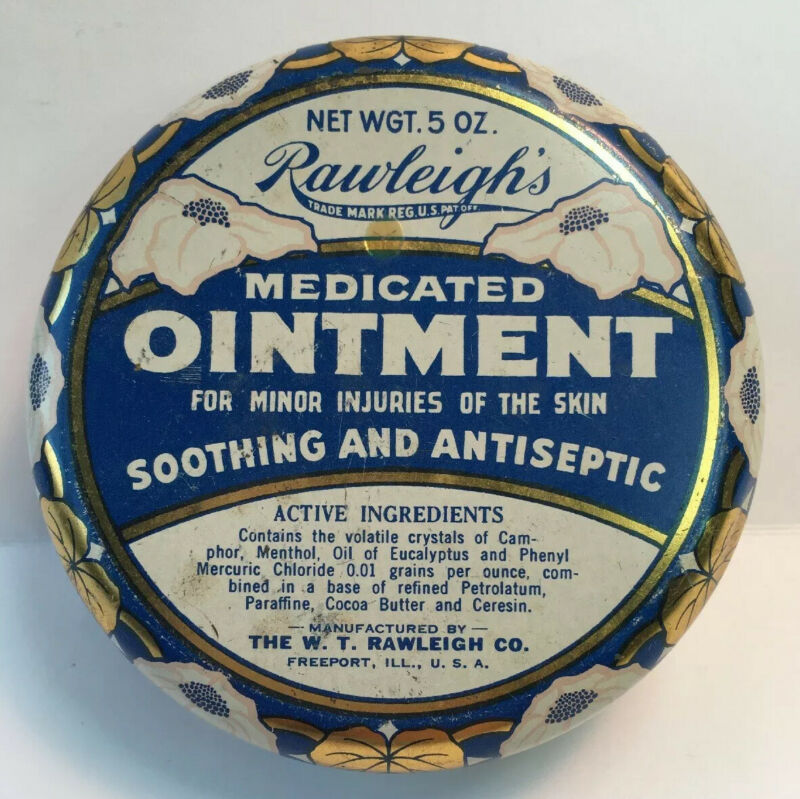 NET WGT. 5 OZ.
Rawleigh's
TRADE MARK REG. U.S. PAT. OFF.
MEDICATED
OINTMENT
FOR MINOR INJURIES OF THE SKIN
SOOTHING AND ANTISEPTIC
ACTIVE INGREDIENTS
Contains the volatile crystals of Cam-
phor, Menthol, Oil of Eucalyptus and Phenyl
Mercuric Chloride 0.01 grains per ounce, com-
bined in a base of refined Petrolatum,
Paraffine, Cocoa Butter and Ceresin.
— MANUFACTURED BY —
THE W. T. RAWLEIGH CO.
FREEPORT, ILL., U. S. A.